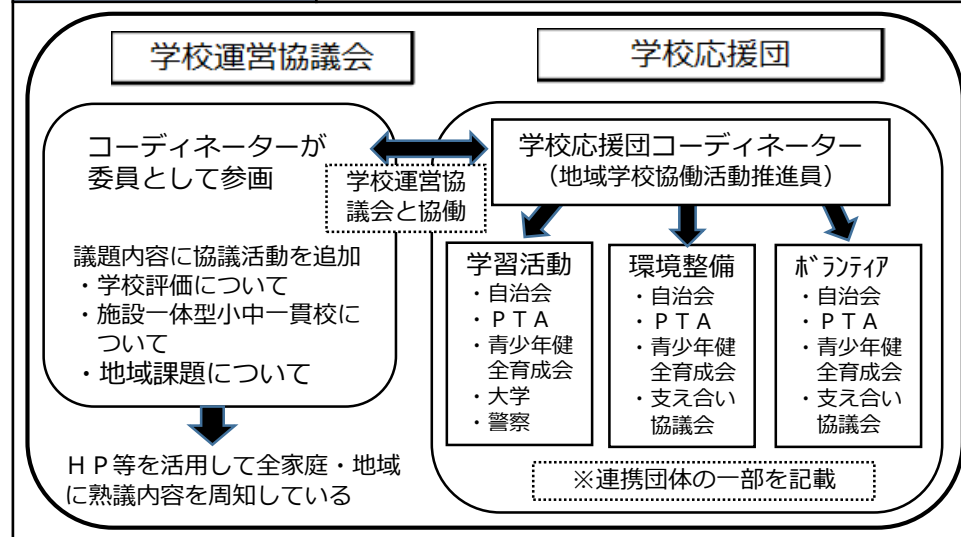 学校運営協議会
学校応援団
コーディネーターが
委員として参画
議題内容に協議活動を追加
・学校評価について
・施設一体型小中一貫校に
ついて
・地域課題について
ＨＰ等を活用して全家庭・地域
に熟議内容を周知している
学校運営協
議会と協働
学校応援団コーディネーター
（地域学校協働活動推進員）
学習活動
・自治会
・ＰＴＡ
・青少年健
全育成会
・大学
・警察
環境整備
・自治会
・ＰＴＡ
・青少年健
全育成会
・支え合い
協議会
ﾎﾞﾗﾝﾃｨｱ
・自治会
・ＰＴＡ
・青少年健
全育成会
・支え合い
協議会
※連携団体の一部を記載